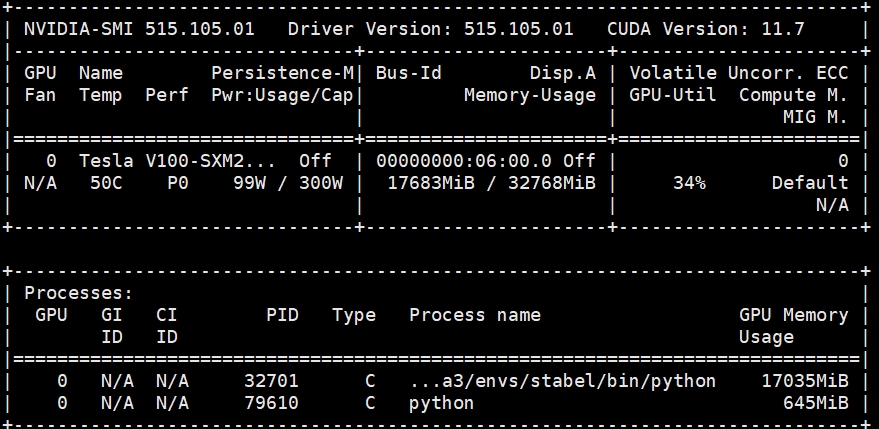 +-----------------------------------------------------------------------------+
| NVIDIA-SMI 515.105.01   Driver Version: 515.105.01   CUDA Version: 11.7     |
|-------------------------------+----------------------+----------------------+
| GPU  Name        Persistence-M| Bus-Id        Disp.A | Volatile Uncorr. ECC |
| Fan  Temp  Perf  Pwr:Usage/Cap|         Memory-Usage | GPU-Util  Compute M. |
|                               |                      |               MIG M. |
|===============================+======================+======================|
|   0  Tesla V100-SXM2...  Off  | 00000000:06:00.0 Off |                    0 |
| N/A   50C    P0    99W / 300W |  17683MiB / 32768MiB |     34%      Default |
|                               |                      |                  N/A |
+-------------------------------+----------------------+----------------------+
+-----------------------------------------------------------------------------+
| Processes:                                                                  |
|  GPU   GI   CI        PID   Type   Process name                  GPU Memory |
|        ID   ID                                                   Usage      |
|=============================================================================|
|    0   N/A  N/A     32701      C   ...a3/envs/stabel/bin/python    17035MiB |
|    0   N/A  N/A     79610      C   python                            645MiB |
+-----------------------------------------------------------------------------+